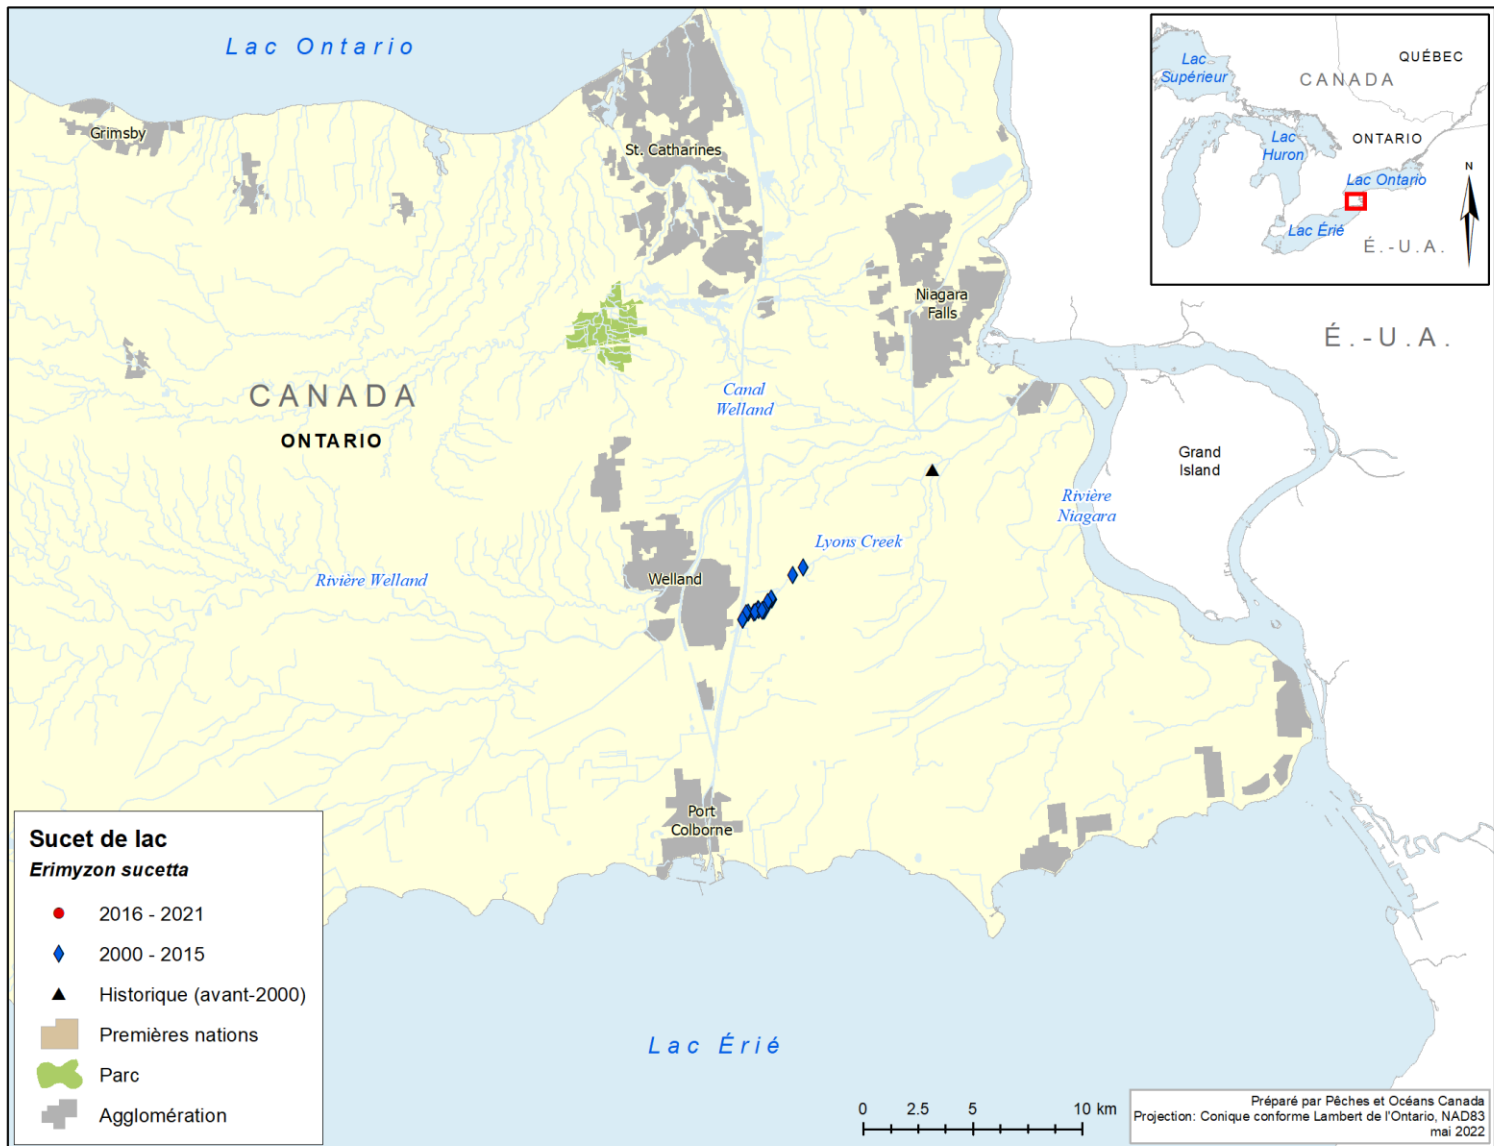 Lac Ontario
Grimsby
St. Catharines
Niagara
Falls
Canal
Welland
CANADA
ONTARIO
É.-U.A.
Grand
Island
Rivière
Niagara
Lyons Creek
Rivière Welland
Welland
Port
Colborne
Lac Érié
Lac
Supérieur
QUÉBEC
CANADA
Lac
Huron
ONTARIO
Lac Ontario
Lac Érié
É.-U.A.
N
Sucet de lac
Erimyzon sucetta
2016 - 2021
2000 - 2015
Historique (avant-2000)
Premières nations
Parc
Agglomération
0 2.5 5 10 km
Préparé par Pêches et Océans Canada
Projection: Conique conforme Lambert de l'Ontario, NAD83
mai 2022